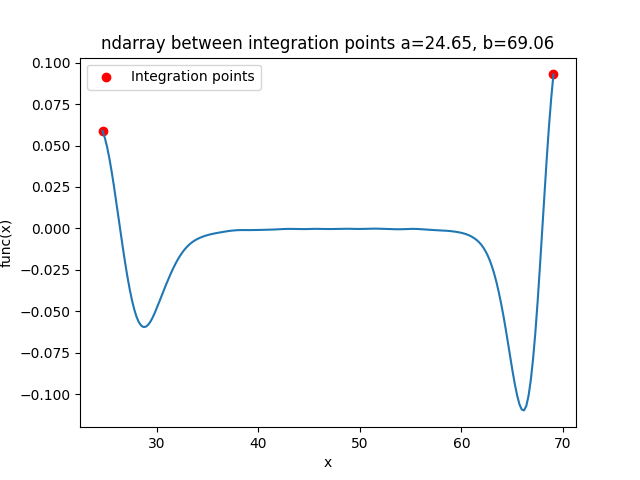 ndarray between integration points a=24.65, b=69.06
Integration points
func(x)
0.100
0.075
0.050
0.025
0.000
−0.025
−0.050
−0.075
−0.100
30 40 50 60 70
x